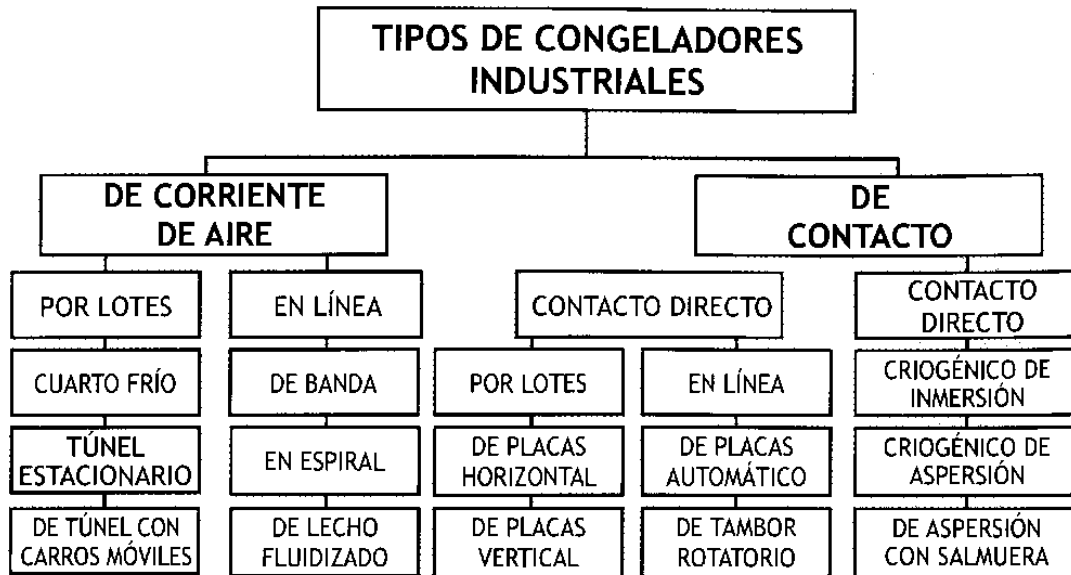 TIPOS DE CONGELADORES
INDUSTRIALES
DE CORRIENTE
DE AIRE
DE
CONTACTO
POR LOTES
EN LÍNEA
CONTACTO DIRECTO
CONTACTO
DIRECTO
CUARTO FRÍO
DE BANDA
POR LOTES
EN LÍNEA
CRIOGÉNICO DE
INMERSIÓN
TÚNEL
ESTACIONARIO
EN ESPIRAL
DE PLACAS
HORIZONTAL
DE PLACAS
AUTOMÁTICO
CRIOGÉNICO DE
ASPERSIÓN
DE TÚNEL CON
CARROS MÓVILES
DE LECHO
FLUIDIZADO
DE PLACAS
VERTICAL
DE TAMBOR
ROTATORIO
DE ASPERSIÓN
CON SALMUERA